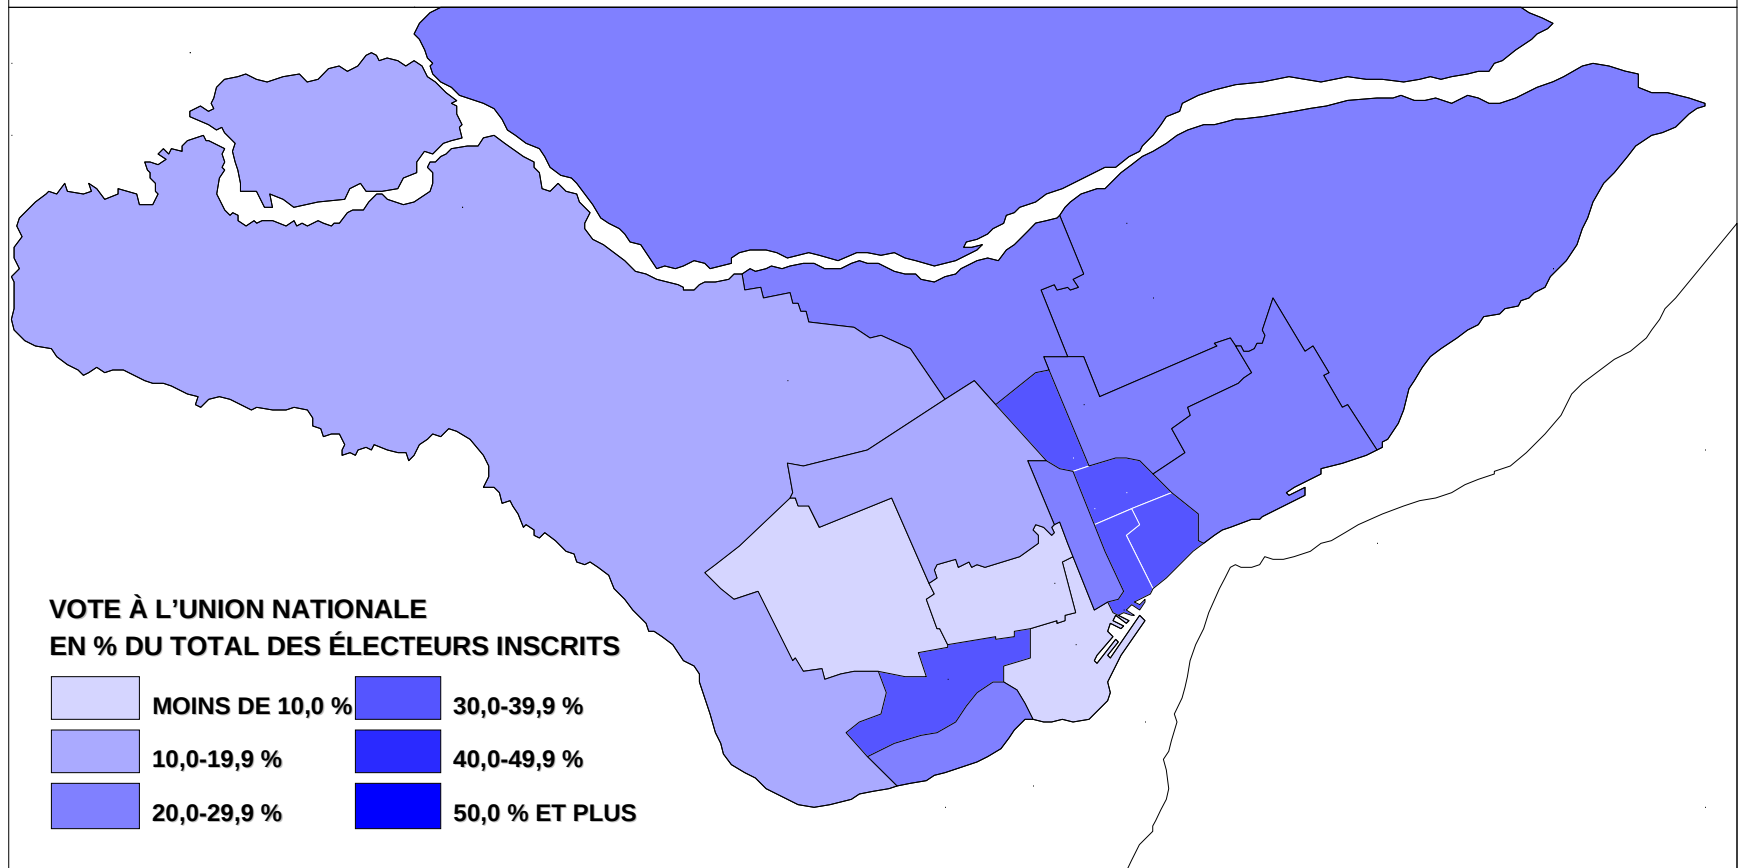 VOTE À L’UNION NATIONALE
EN % DU TOTAL DES ÉLECTEURS INSCRITS
MOINS DE 10,0 %
10,0-19,9 %
20,0-29,9 %
30,0-39,9 %
40,0-49,9 %
50,0 % ET PLUS